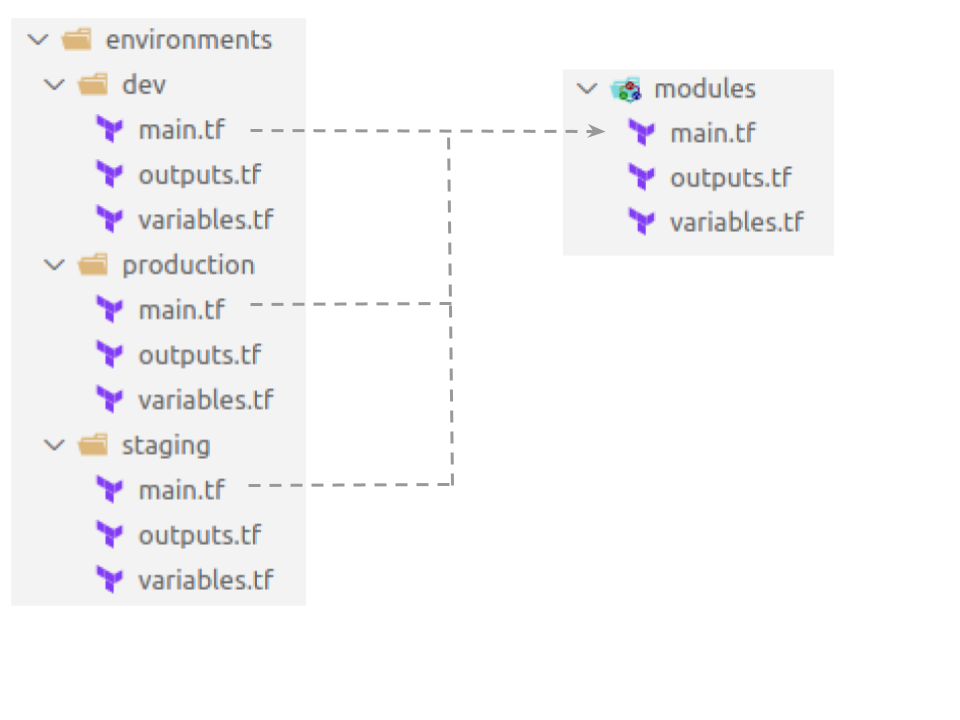 environments
dev
main.tf
outputs.tf
variables.tf
production
main.tf
outputs.tf
variables.tf
staging
main.tf
outputs.tf
variables.tf
modules
main.tf
outputs.tf
variables.tf